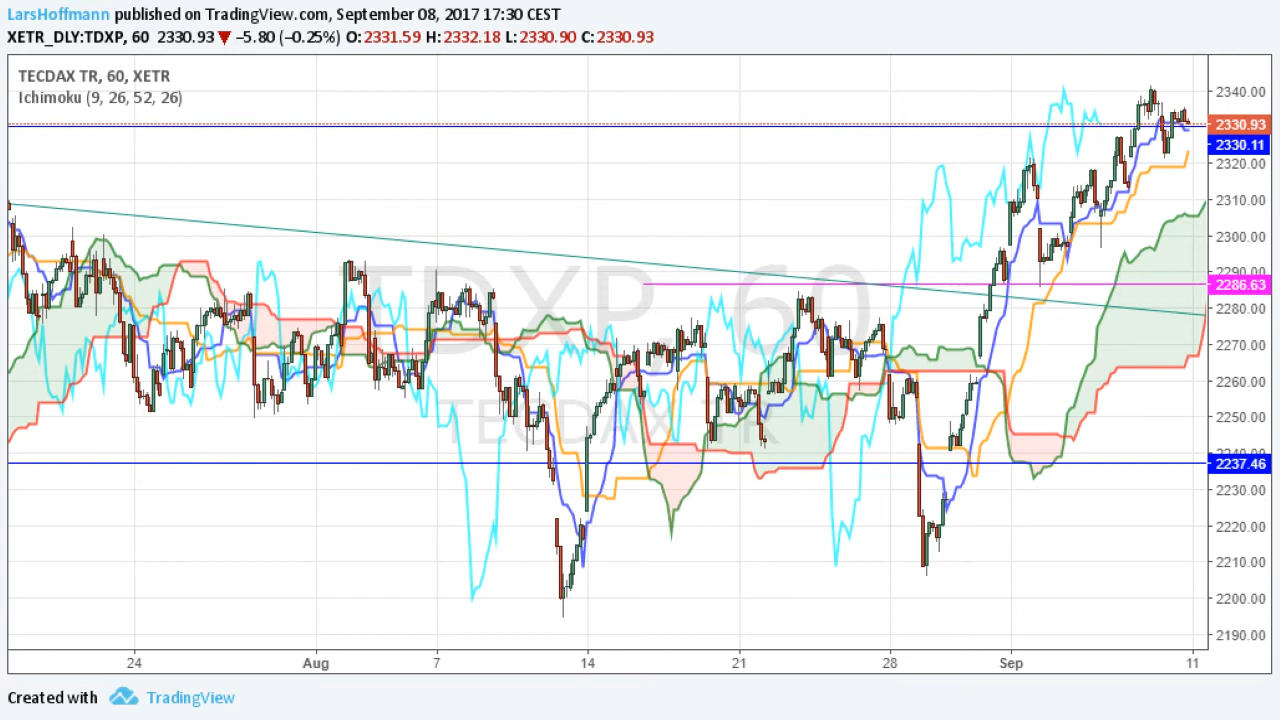 LarsHoffmann published on TradingView.com, September 08, 2017 17:30 CEST
XETR_DLY:TDXP, 60 2330.93 ▼ −5.80 (−0.25%) O:2331.59 H:2332.18 L:2330.90 C:2330.93
TECDAX TR, 60, XETR
Ichimoku (9, 26, 52, 26)
TDXP, 60
TECDAX TR
2340.00
2330.93
2330.11
2320.00
2310.00
2300.00
2290.00
2286.63
2280.00
2270.00
2260.00
2250.00
2240.00
2237.46
2230.00
2220.00
2210.00
2200.00
2190.00
24 Aug 7 14 21 28 Sep 11
Created with TradingView